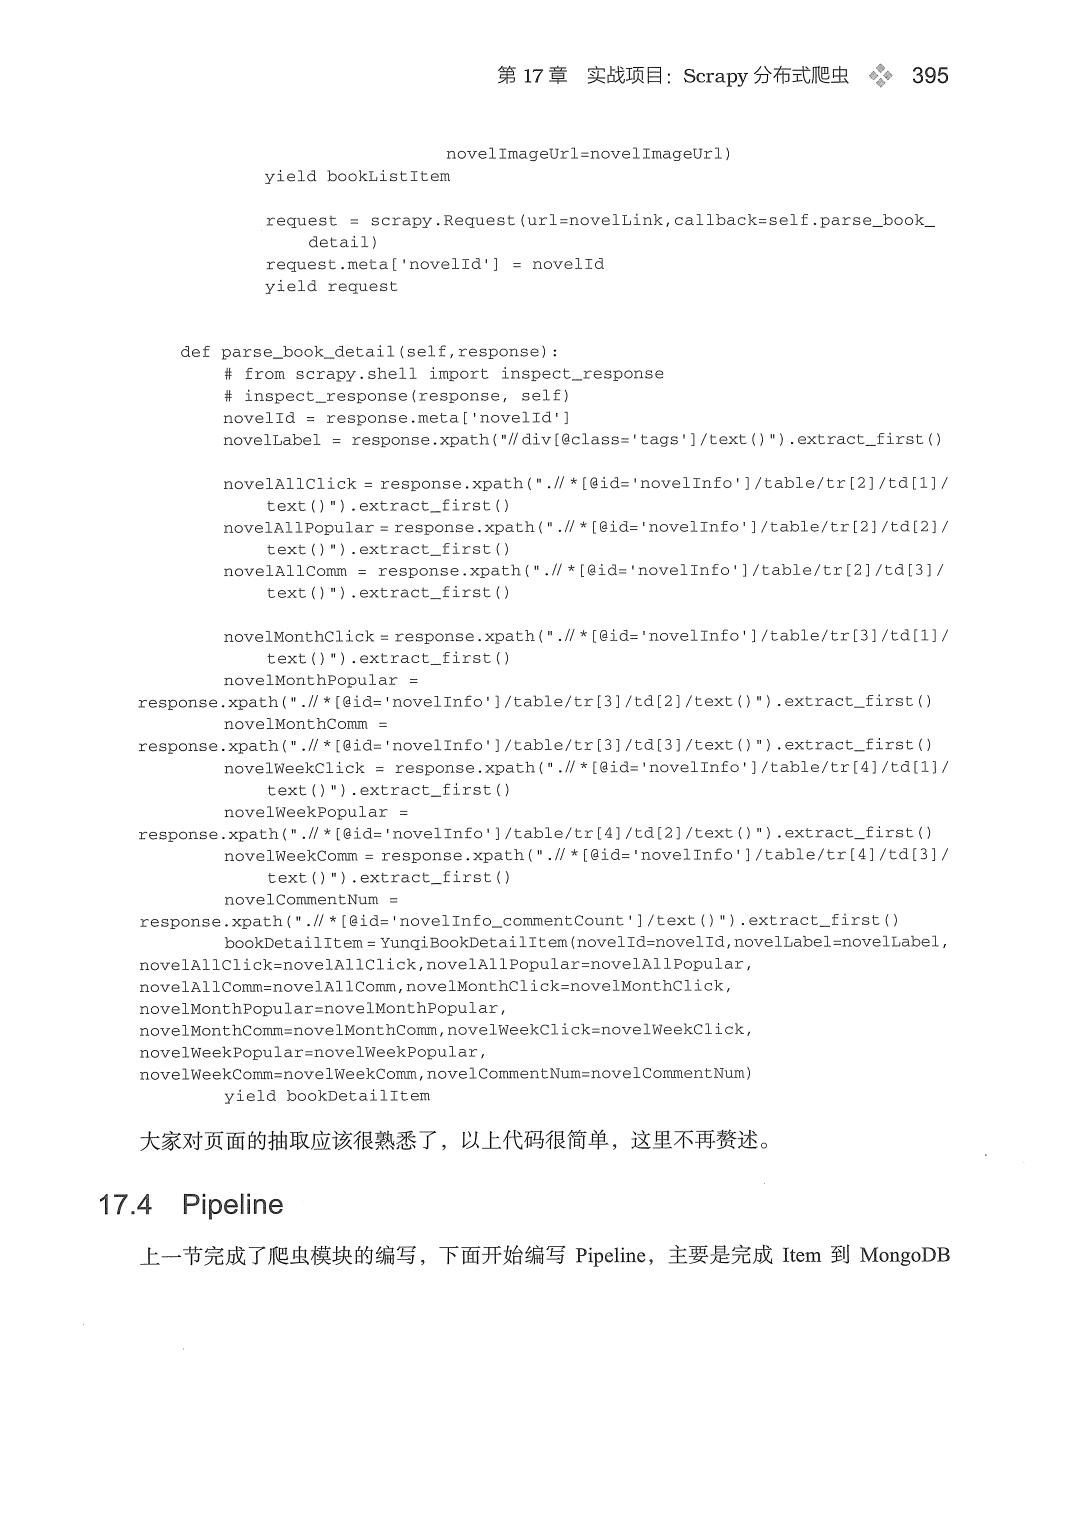 第 17 章 实战项目：Scrapy 分布式爬虫 395
novelImageUrl=novelImageUrl)
yield bookListItem
request = scrapy.Request(url=novelLink,callback=self.parse_book_
detail)
request.meta['novelId'] = novelId
yield request
def parse_book_detail(self,response):
# from scrapy.shell import inspect_response
# inspect_response(response, self)
novelId = response.meta['novelId']
novelLabel = response.xpath("//div[@class='tags']/text()").extract_first()
novelAllClick = response.xpath(".//*[@id='novelInfo']/table/tr[2]/td[1]/
text()").extract_first()
novelAllPopular = response.xpath(".//*[@id='novelInfo']/table/tr[2]/td[2]/
text()").extract_first()
novelAllComm = response.xpath(".//*[@id='novelInfo']/table/tr[2]/td[3]/
text()").extract_first()
novelMonthClick = response.xpath(".//*[@id='novelInfo']/table/tr[3]/td[1]/
text()").extract_first()
novelMonthPopular =
response.xpath(".//*[@id='novelInfo']/table/tr[3]/td[2]/text()").extract_first()
novelMonthComm =
response.xpath(".//*[@id='novelInfo']/table/tr[3]/td[3]/text()").extract_first()
novelWeekClick = response.xpath(".//*[@id='novelInfo']/table/tr[4]/td[1]/
text()").extract_first()
novelWeekPopular =
response.xpath(".//*[@id='novelInfo']/table/tr[4]/td[2]/text()").extract_first()
novelWeekComm = response.xpath(".//*[@id='novelInfo']/table/tr[4]/td[3]/
text()").extract_first()
novelCommentNum =
response.xpath(".//*[@id='novelInfo_commentCount']/text()").extract_first()
bookDetailItem = YunqiBookDetailItem(novelId=novelId,novelLabel=novelLabel,
novelAllClick=novelAllClick,novelAllPopular=novelAllPopular,
novelAllComm=novelAllComm,novelMonthClick=novelMonthClick,
novelMonthPopular=novelMonthPopular,
novelMonthComm=novelMonthComm,novelWeekClick=novelWeekClick,
novelWeekPopular=novelWeekPopular,
novelWeekComm=novelWeekComm,novelCommentNum=novelCommentNum)
yield bookDetailItem
大家对页面的抽取应该很熟悉了，以上代码很简单，这里不再赘述。
17.4 Pipeline
上一节完成了爬虫模块的编写，下面开始编写 Pipeline，主要是完成 Item 到 MongoDB